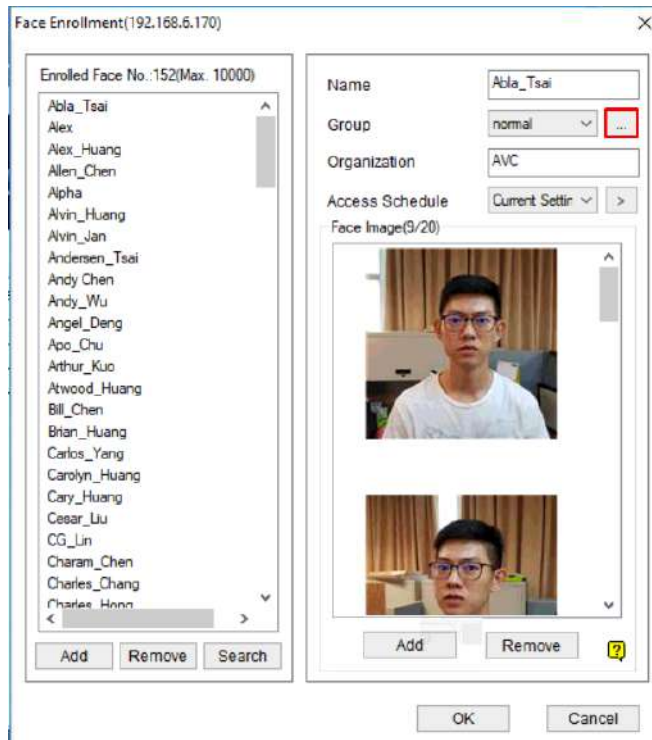 Face Enrollment(192.168.6.170)
Enrolled Face No.:152(Max. 10000)
Abla_Tsai
Alex
Alex_Huang
Allen_Chen
Alpha
Alvin_Huang
Alvin_Jan
Andersen_Tsai
Andy Chen
Andy_Wu
Angel_Deng
Apo_Chu
Arthur_Kuo
Atwood_Huang
Bill_Chen
Brian_Huang
Carlos_Yang
Carolyn_Huang
Cary_Huang
Cesar_Liu
CG_Lin
Charam_Chen
Charles_Chang
Charles_Hong
Add Remove Search
Name Abla_Tsai
Group normal ...
Organization AVC
Access Schedule Current Settin >
Face Image(9/20)
Add Remove ?
OK Cancel